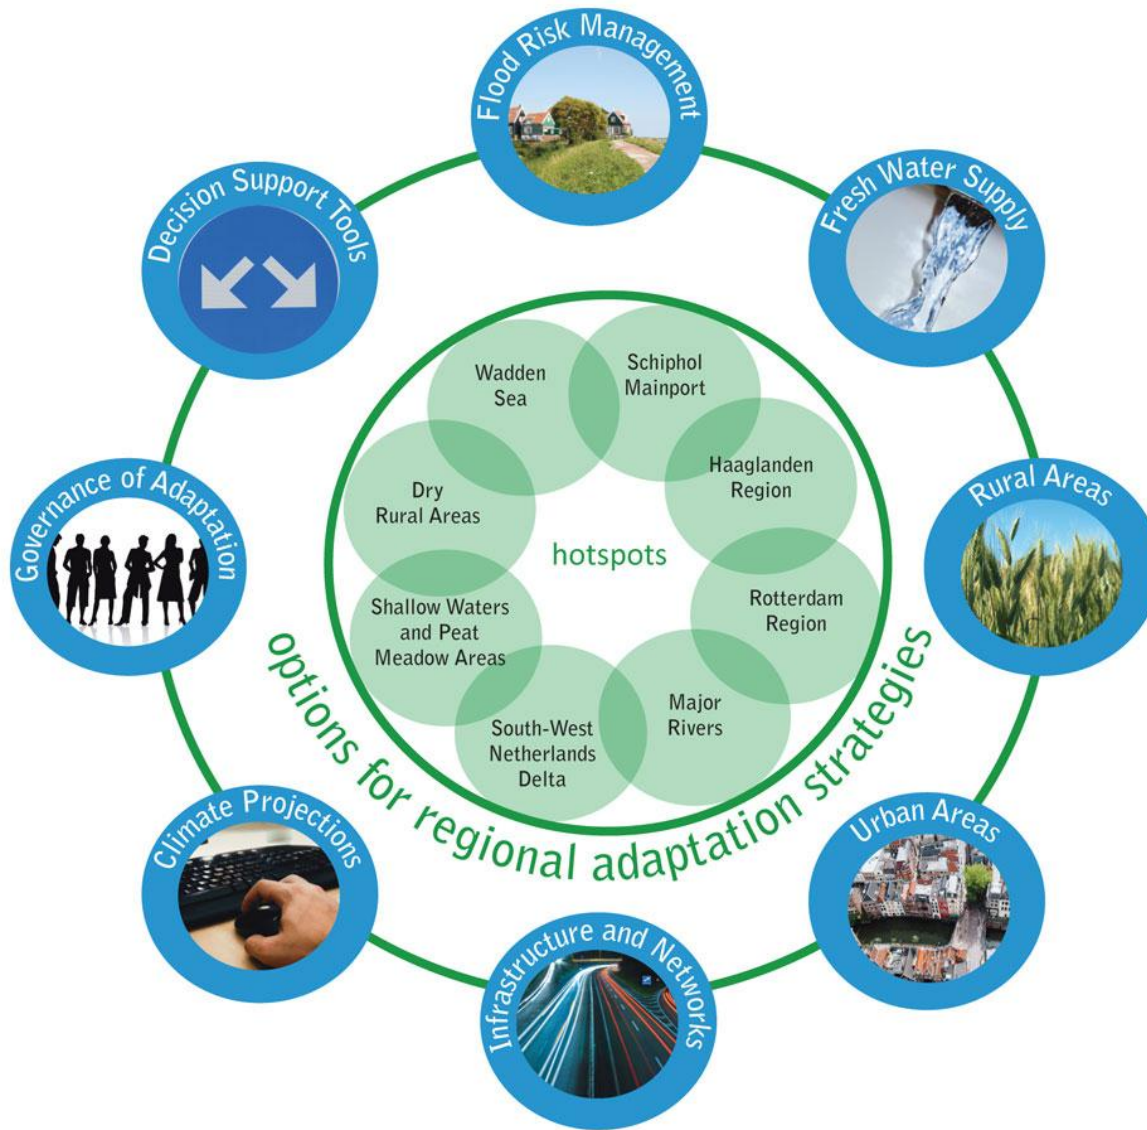 Flood Risk Management
Fresh Water Supply
Rural Areas
Urban Areas
Infrastructure and Networks
Climate Projections
Governance of Adaptation
Decision Support Tools
Wadden
Sea
Schiphol
Mainport
Haaglanden
Region
Rotterdam
Region
Major
Rivers
South-West
Netherlands
Delta
Shallow Waters
and Peat
Meadow Areas
Dry
Rural Areas
hotspots
options for regional adaptation strategies